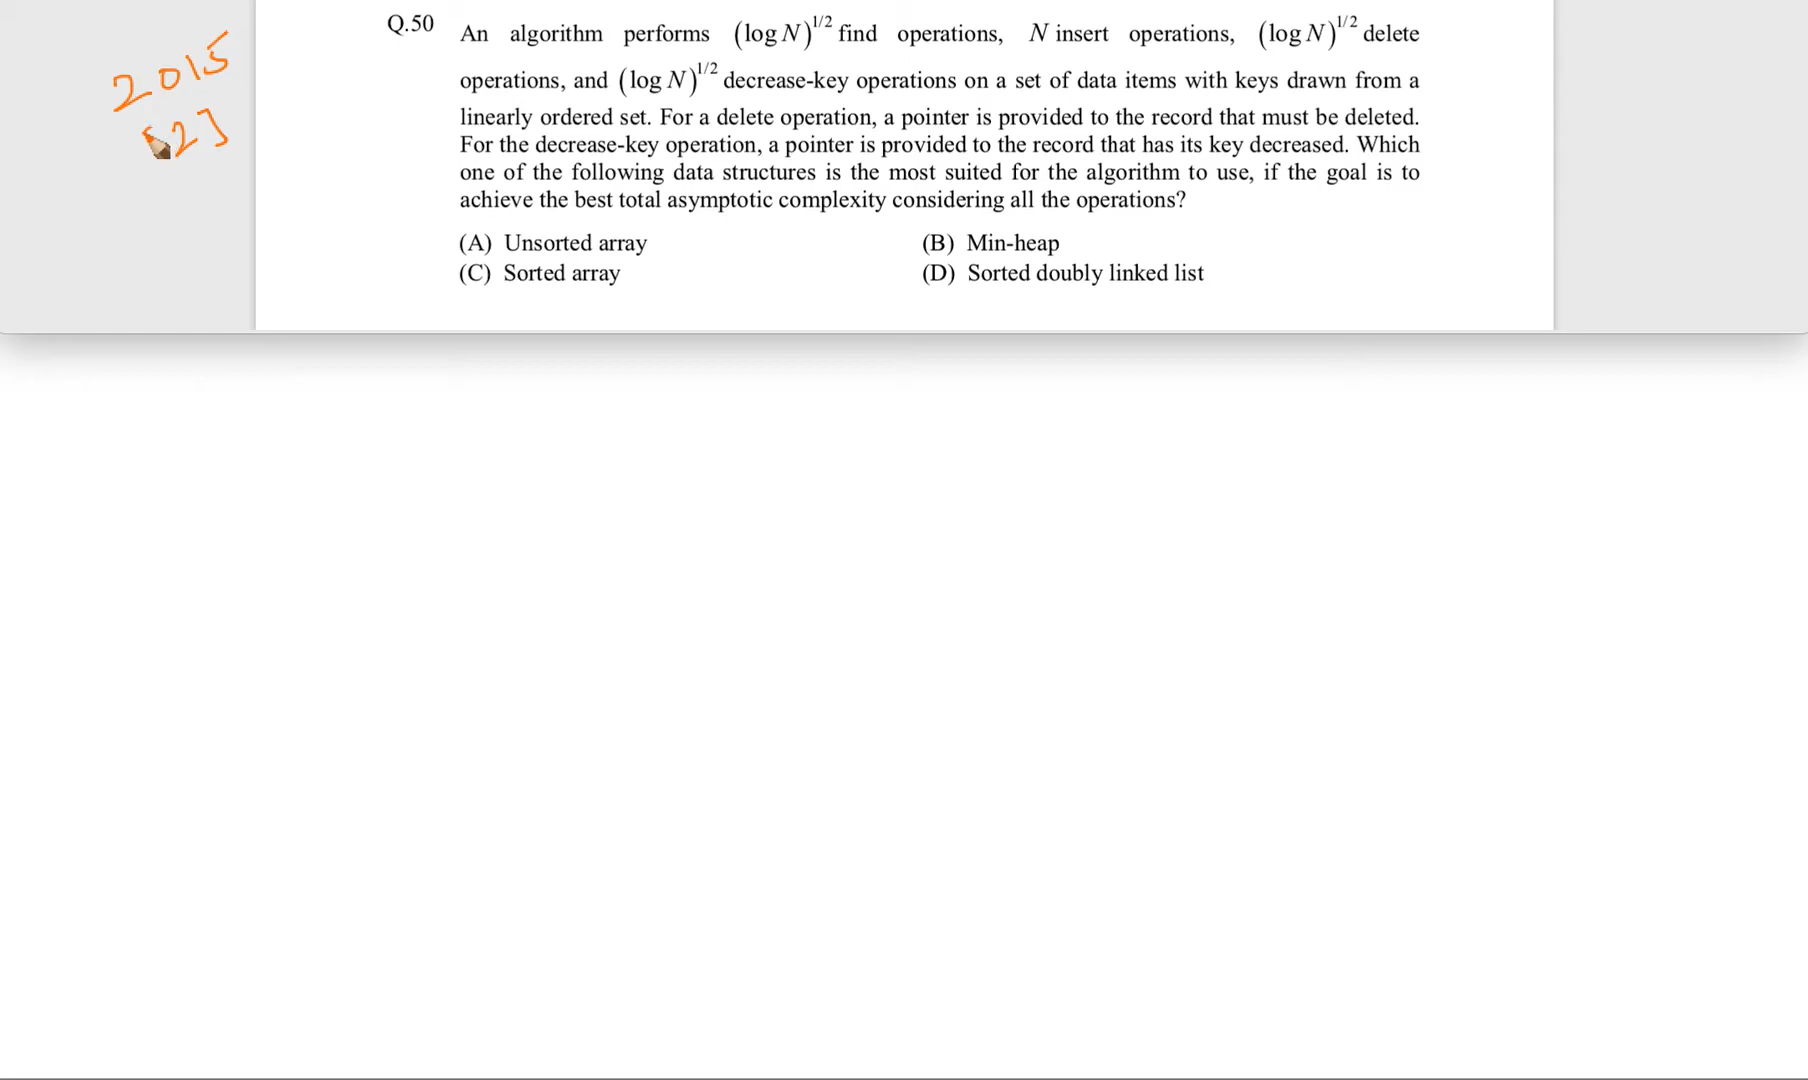 2015
[2]
Q.50 An algorithm performs (log N)^{1/2} find operations, N insert operations, (log N)^{1/2} delete
operations, and (log N)^{1/2} decrease-key operations on a set of data items with keys drawn from a
linearly ordered set. For a delete operation, a pointer is provided to the record that must be deleted.
For the decrease-key operation, a pointer is provided to the record that has its key decreased. Which
one of the following data structures is the most suited for the algorithm to use, if the goal is to
achieve the best total asymptotic complexity considering all the operations?
(A) Unsorted array (B) Min-heap
(C) Sorted array (D) Sorted doubly linked list